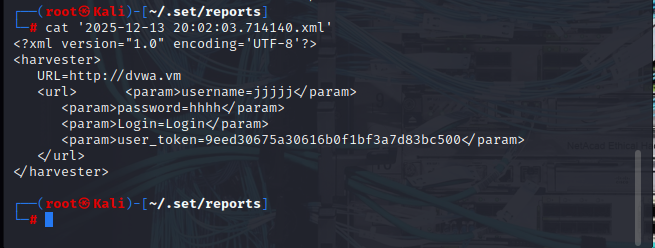 ┌──(root㉿Kali)-[~/.set/reports]
└─# cat '2025-12-13 20:02:03.714140.xml'
<?xml version="1.0" encoding='UTF-8'?>
<harvester>
   URL=http://dvwa.vm
   <url>      <param>username=jjjjj</param>
      <param>password=hhhh</param>
      <param>Login=Login</param>
      <param>user_token=9eed30675a30616b0f1bf3a7d83bc500</param>
   </url>
</harvester>
┌──(root㉿Kali)-[~/.set/reports]
└─#